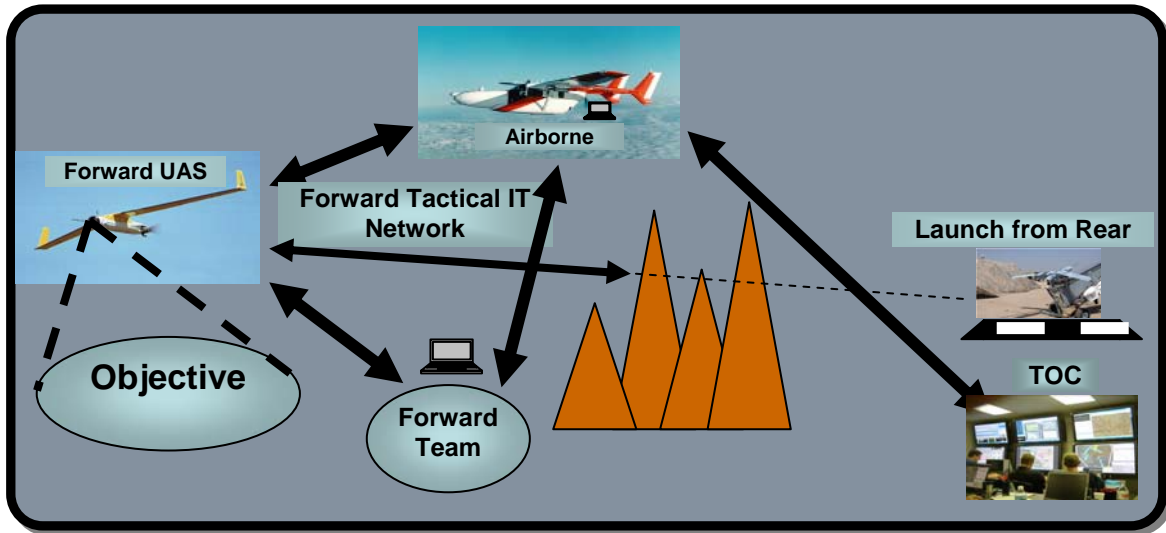 Airborne
Forward UAS
Forward Tactical IT
Network
Launch from Rear
Objective
TOC
Forward
Team